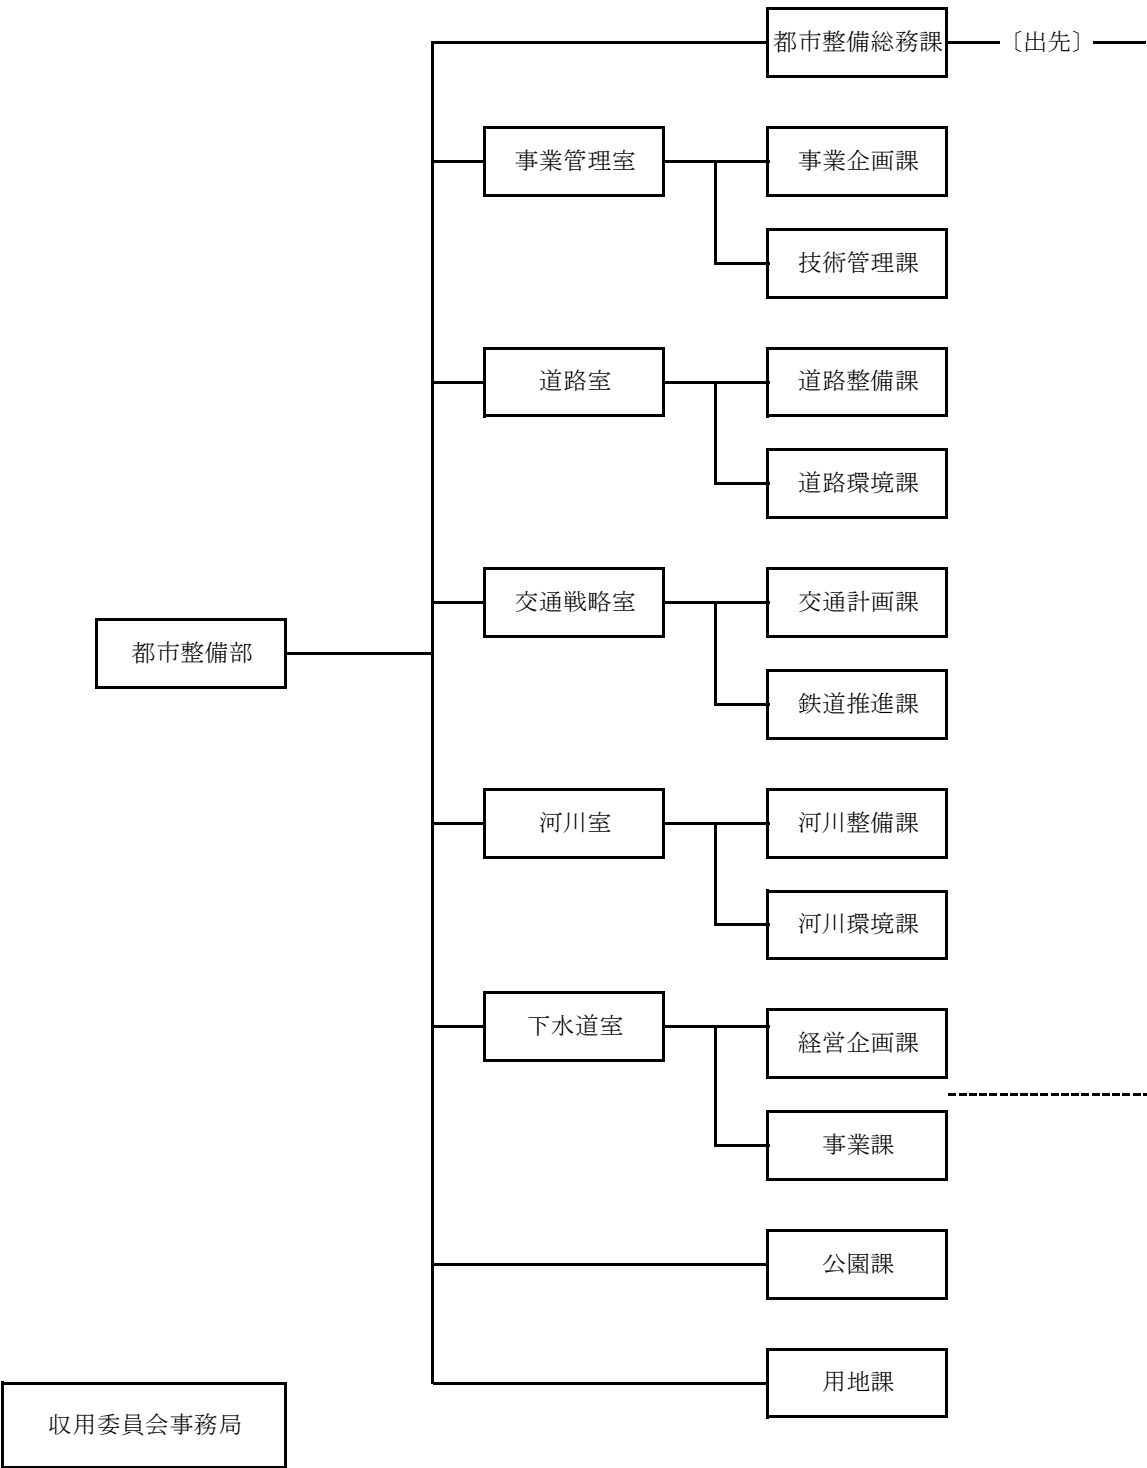 都市整備総務課
〔出先〕
事業管理室
事業企画課
技術管理課
道路室
道路整備課
道路環境課
交通戦略室
交通計画課
都市整備部
鉄道推進課
河川室
河川整備課
河川環境課
下水道室
経営企画課
事業課
公園課
用地課
収用委員会事務局